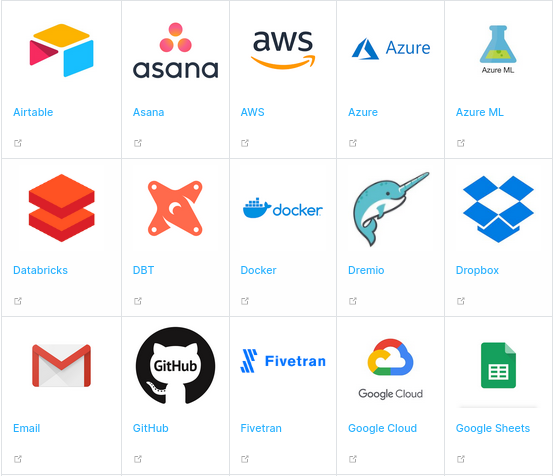 asana
aws
Azure
Azure ML
Airtable
Asana
AWS
Azure
Azure ML
docker
Databricks
DBT
Docker
Dremio
Dropbox
GitHub
Fivetran
Google Cloud
Email
GitHub
Fivetran
Google Cloud
Google Sheets